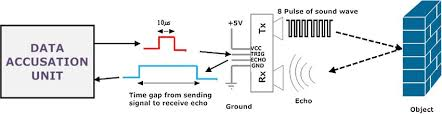 DATA
ACCUSATION
UNIT
10µs
Time gap from sending
signal to receive echo
+5V
VCC
TRIG
ECHO
GND
Ground
Tx
Rx
8 Pulse of sound wave
Echo
Object